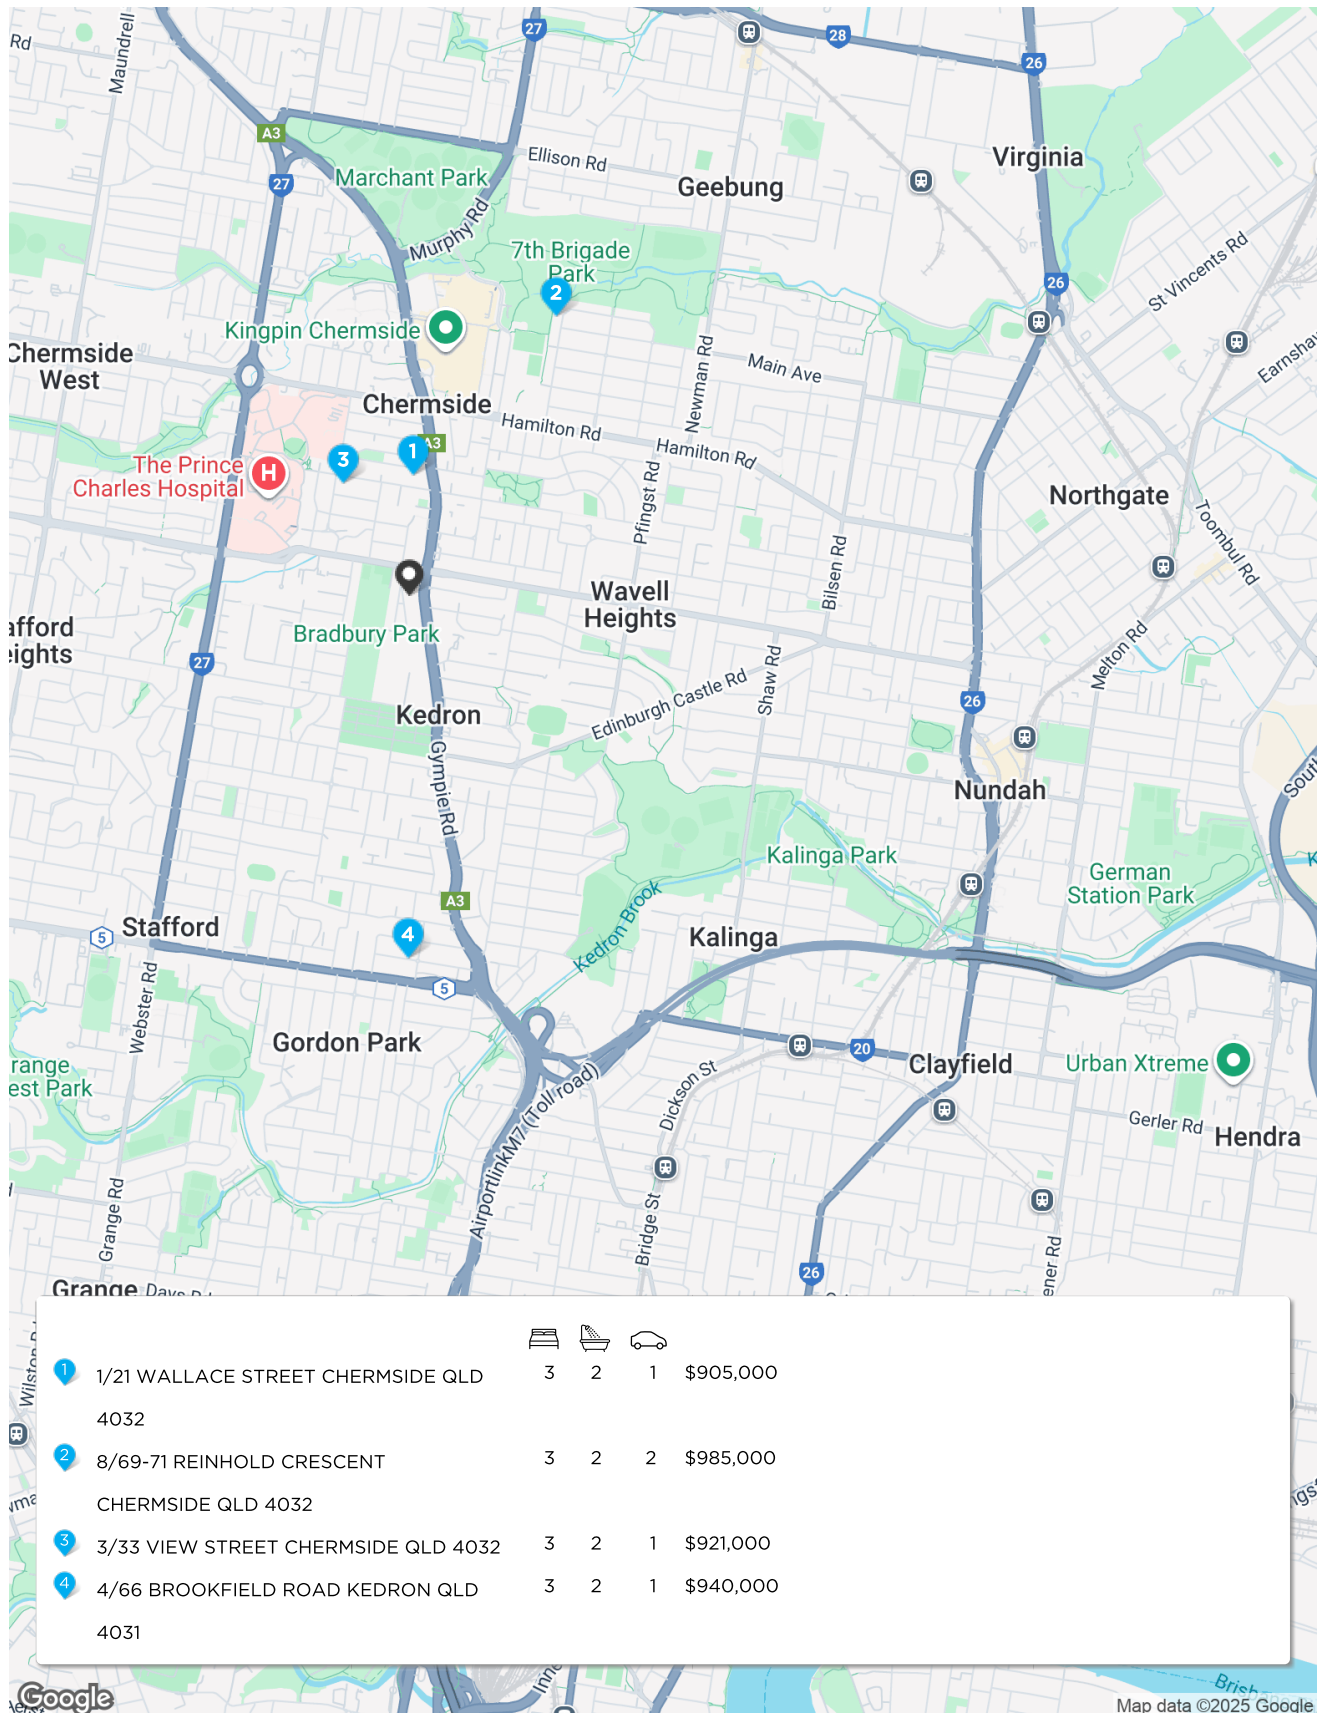 Rd
Maundrell
27
28
26
A3
Ellison Rd
Virginia
27
Marchant Park
Geebung
Murphy Rd
St Vincents Rd
7th Brigade
Park
2
26
Kingpin Chermside
Chermside
West
Newman Rd
Main Ave
Chermside
Hamilton Rd
Hamilton Rd
A3
1
3
The Prince
Charles Hospital
H
Pfingst Rd
Northgate
Toombul Rd
Bilsen Rd
Wavell
Heights
Bradbury Park
27
Melton Rd
Shaw Rd
Edinburgh Castle Rd
26
Kedron
Gympie Rd
Nundah
Kalinga Park
German
Station Park
A3
Kedron Brook
Stafford
5
4
Kalinga
5
Webster Rd
Gordon Park
20
Clayfield
Urban Xtreme
Dickson St
AirportlinkM7 (Toll road)
Gerler Rd
Hendra
Grange Rd
Bridge St
26
Grange
1 1/21 WALLACE STREET CHERMSIDE QLD 3 2 1 $905,000
4032
2 8/69-71 REINHOLD CRESCENT 3 2 2 $985,000
CHERMSIDE QLD 4032
3 3/33 VIEW STREET CHERMSIDE QLD 4032 3 2 1 $921,000
4 4/66 BROOKFIELD ROAD KEDRON QLD 3 2 1 $940,000
4031
Google
Map data ©2025 Google